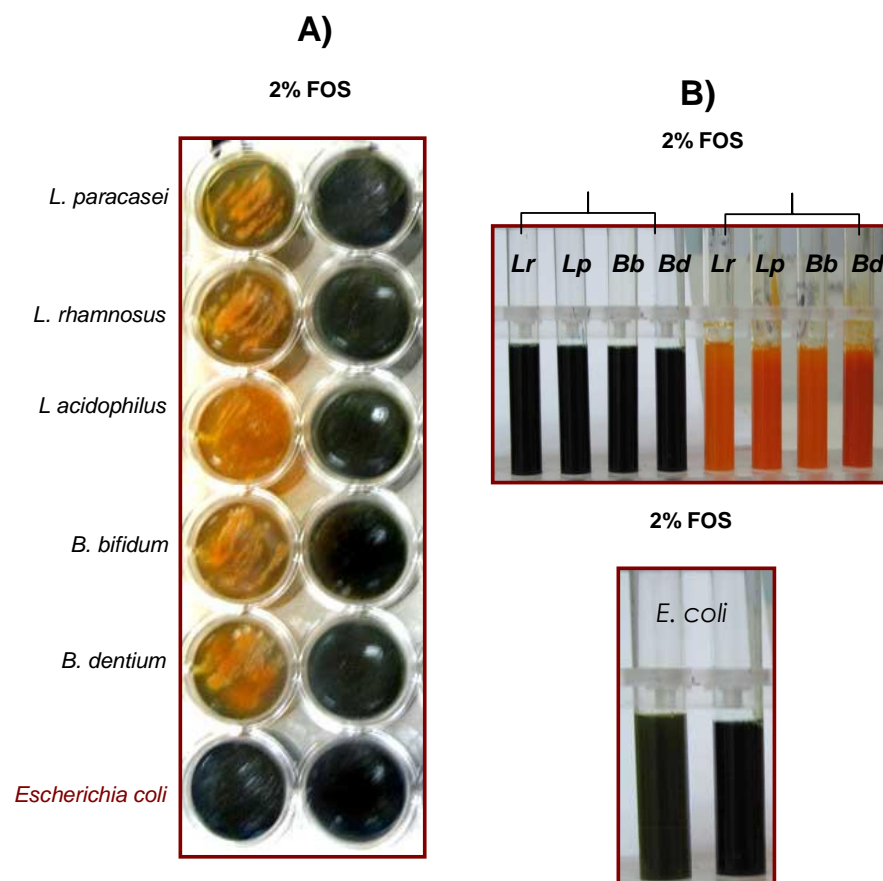 A)
2% FOS
L. paracasei
L. rhamnosus
L acidophilus
B. bifidum
B. dentium
Escherichia coli
B)
2% FOS
Lr Lp Bb Bd Lr Lp Bb Bd
2% FOS
E. coli